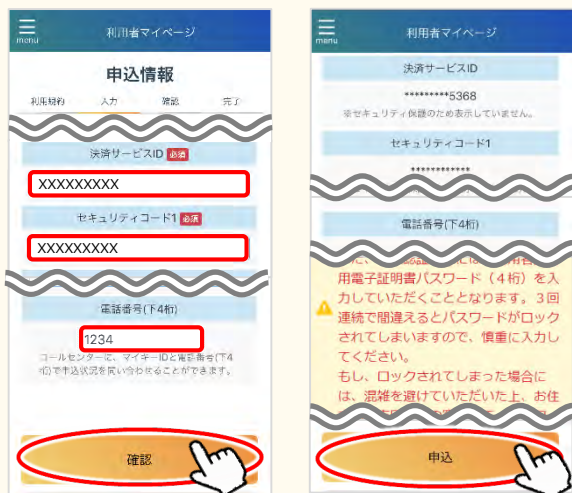 menu
利用者マイページ
申込情報
利用規約 入力 確認 完了
決済サービスID 必須
XXXXXXXXX
セキュリティコード1 必須
XXXXXXXXX
電話番号(下4桁)
1234
コールセンターに、マイキーIDと電話番号(下4
桁)で申込状況を問い合わせることができます。
確認
menu
利用者マイページ
決済サービスID
*********5368
※セキュリティ保護のため表示していません。
セキュリティコード1
************
電話番号(下4桁)
用電子証明書パスワード（4桁）を入
力していただくこととなります。3回
連続で間違えるとパスワードがロック
されてしまいますので、慎重に入力し
てください。
もし、ロックされてしまった場合に
は、混雑を避けていただいた上、お住
申込